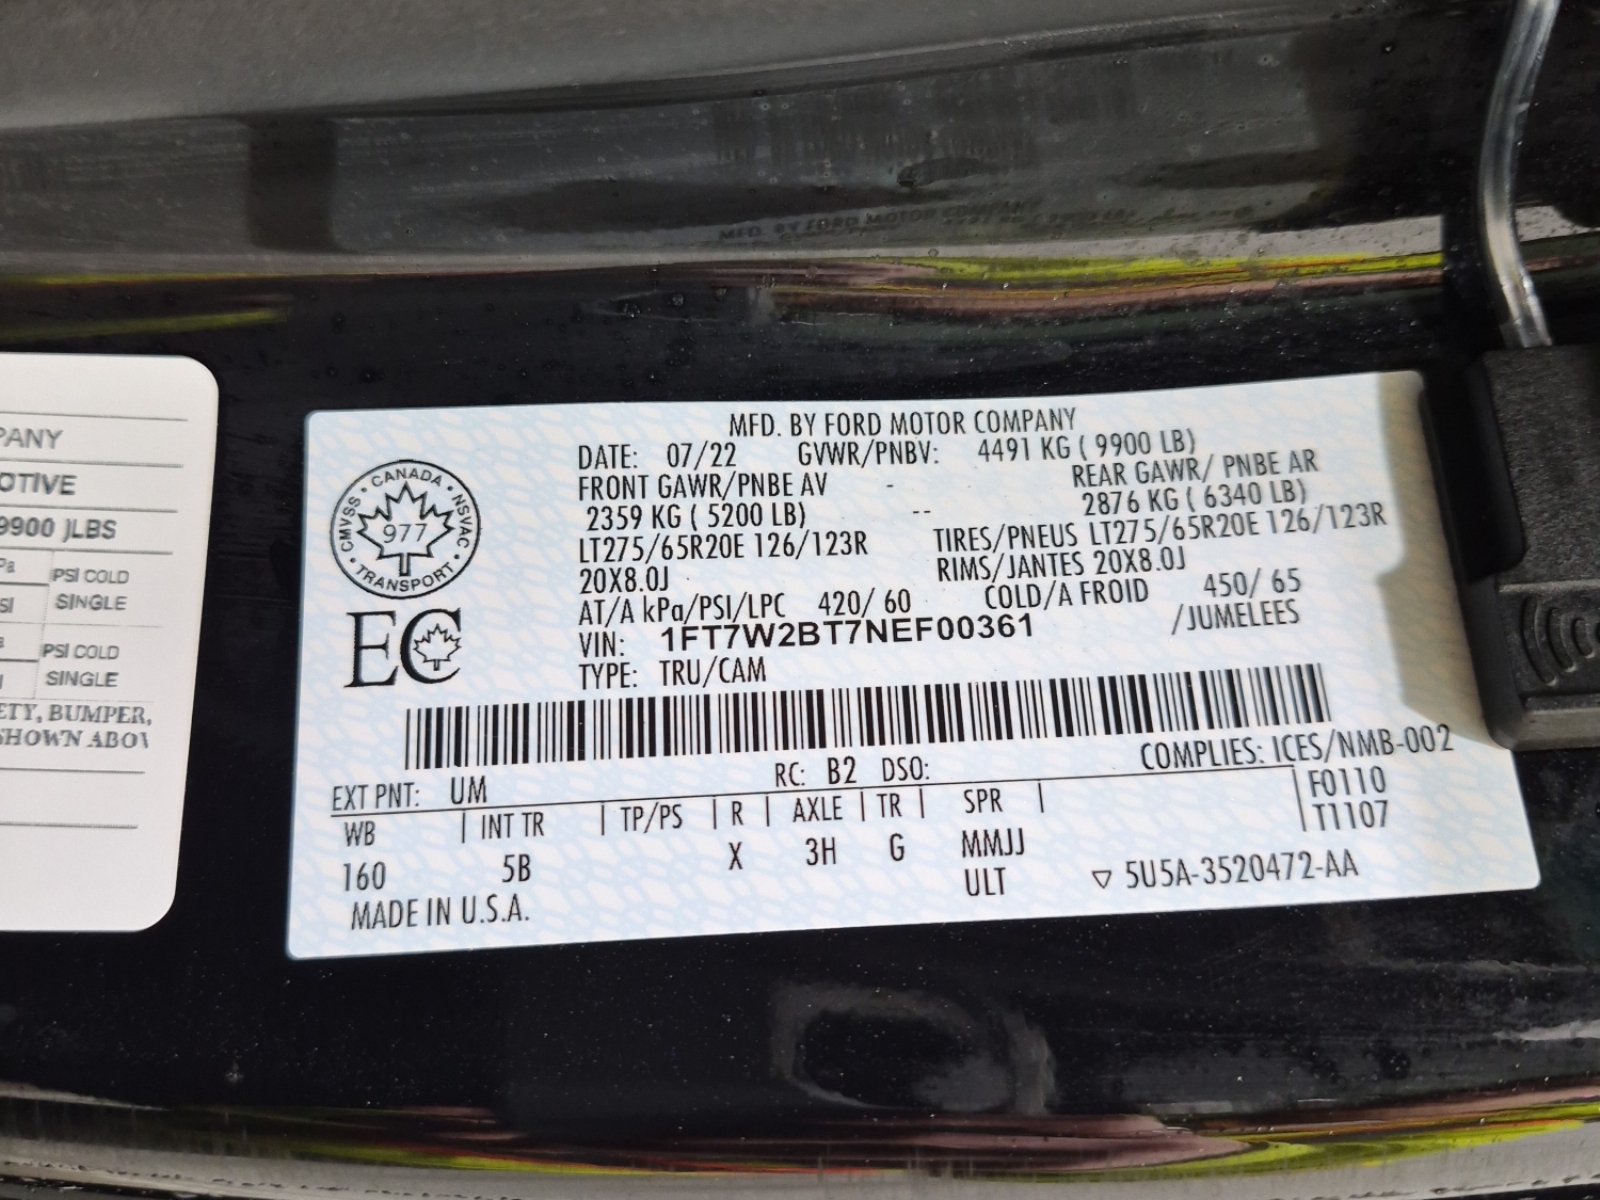 PANY
OTIVE
9900 )LBS
PSI COLD
SINGLE
PSI COLD
SINGLE
ETY, BUMPER,
SHOWN ABOV
MFD. BY FORD MOTOR COMPANY
DATE: 07/22 GVWR/PNBV: 4491 KG ( 9900 LB)
FRONT GAWR/PNBE AV - REAR GAWR/ PNBE AR
2359 KG ( 5200 LB) -- 2876 KG ( 6340 LB)
LT275/65R20E 126/123R TIRES/PNEUS LT275/65R20E 126/123R
20X8.0J RIMS/JANTES 20X8.0J
AT/A kPa/PSI/LPC 420/ 60 COLD/A FROID 450/ 65
VIN: 1FT7W2BT7NEF00361 /JUMELEES
TYPE: TRU/CAM
CANADA · NSVAC · TRANSPORT · CMVSS
977
EC
COMPLIES: ICES/NMB-002
EXT PNT: UM RC: B2 DSO: F0110
WB | INT TR | TP/PS | R | AXLE | TR | SPR | T1107
160 5B X 3H G MMJJ
ULT ▽ 5U5A-3520472-AA
MADE IN U.S.A.